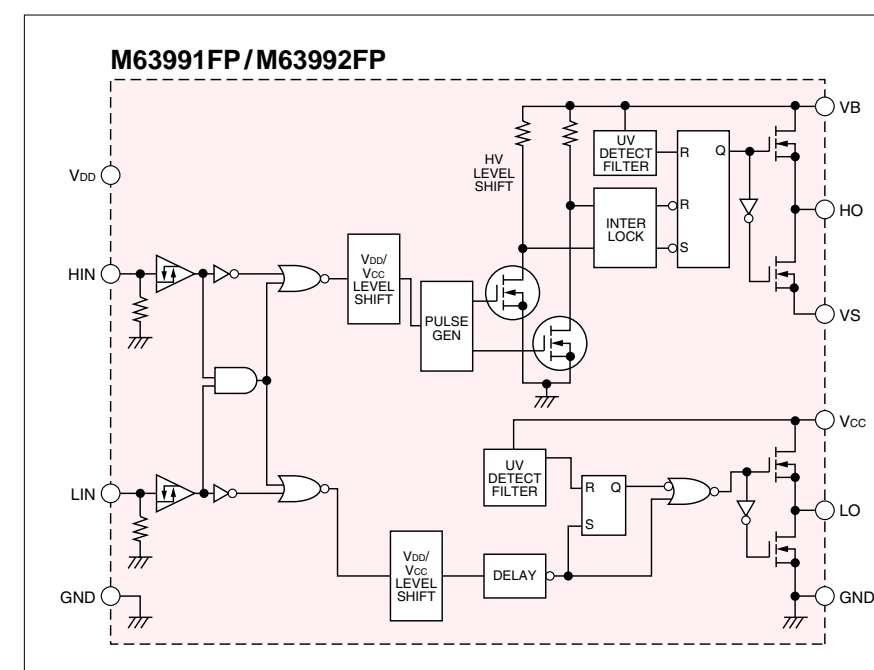 M63991FP/M63992FP
VB
UV
DETECT
FILTER
R
Q
HV
LEVEL
SHIFT
VDD
R
INTER
LOCK
S
HO
HIN
VDD/
VCC
LEVEL
SHIFT
PULSE
GEN
VS
VCC
UV
DETECT
FILTER
LIN
R
Q
S
LO
VDD/
VCC
LEVEL
SHIFT
DELAY
GND
GND